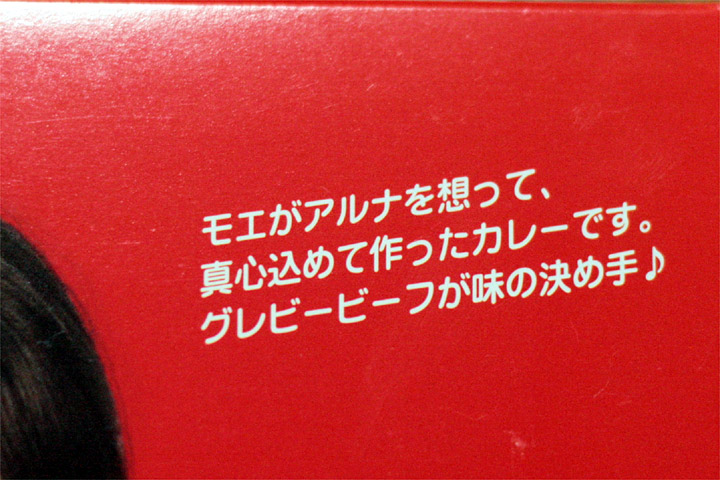 モエがアルナを想って、
真心込めて作ったカレーです。
グレビービーフが味の決め手♪